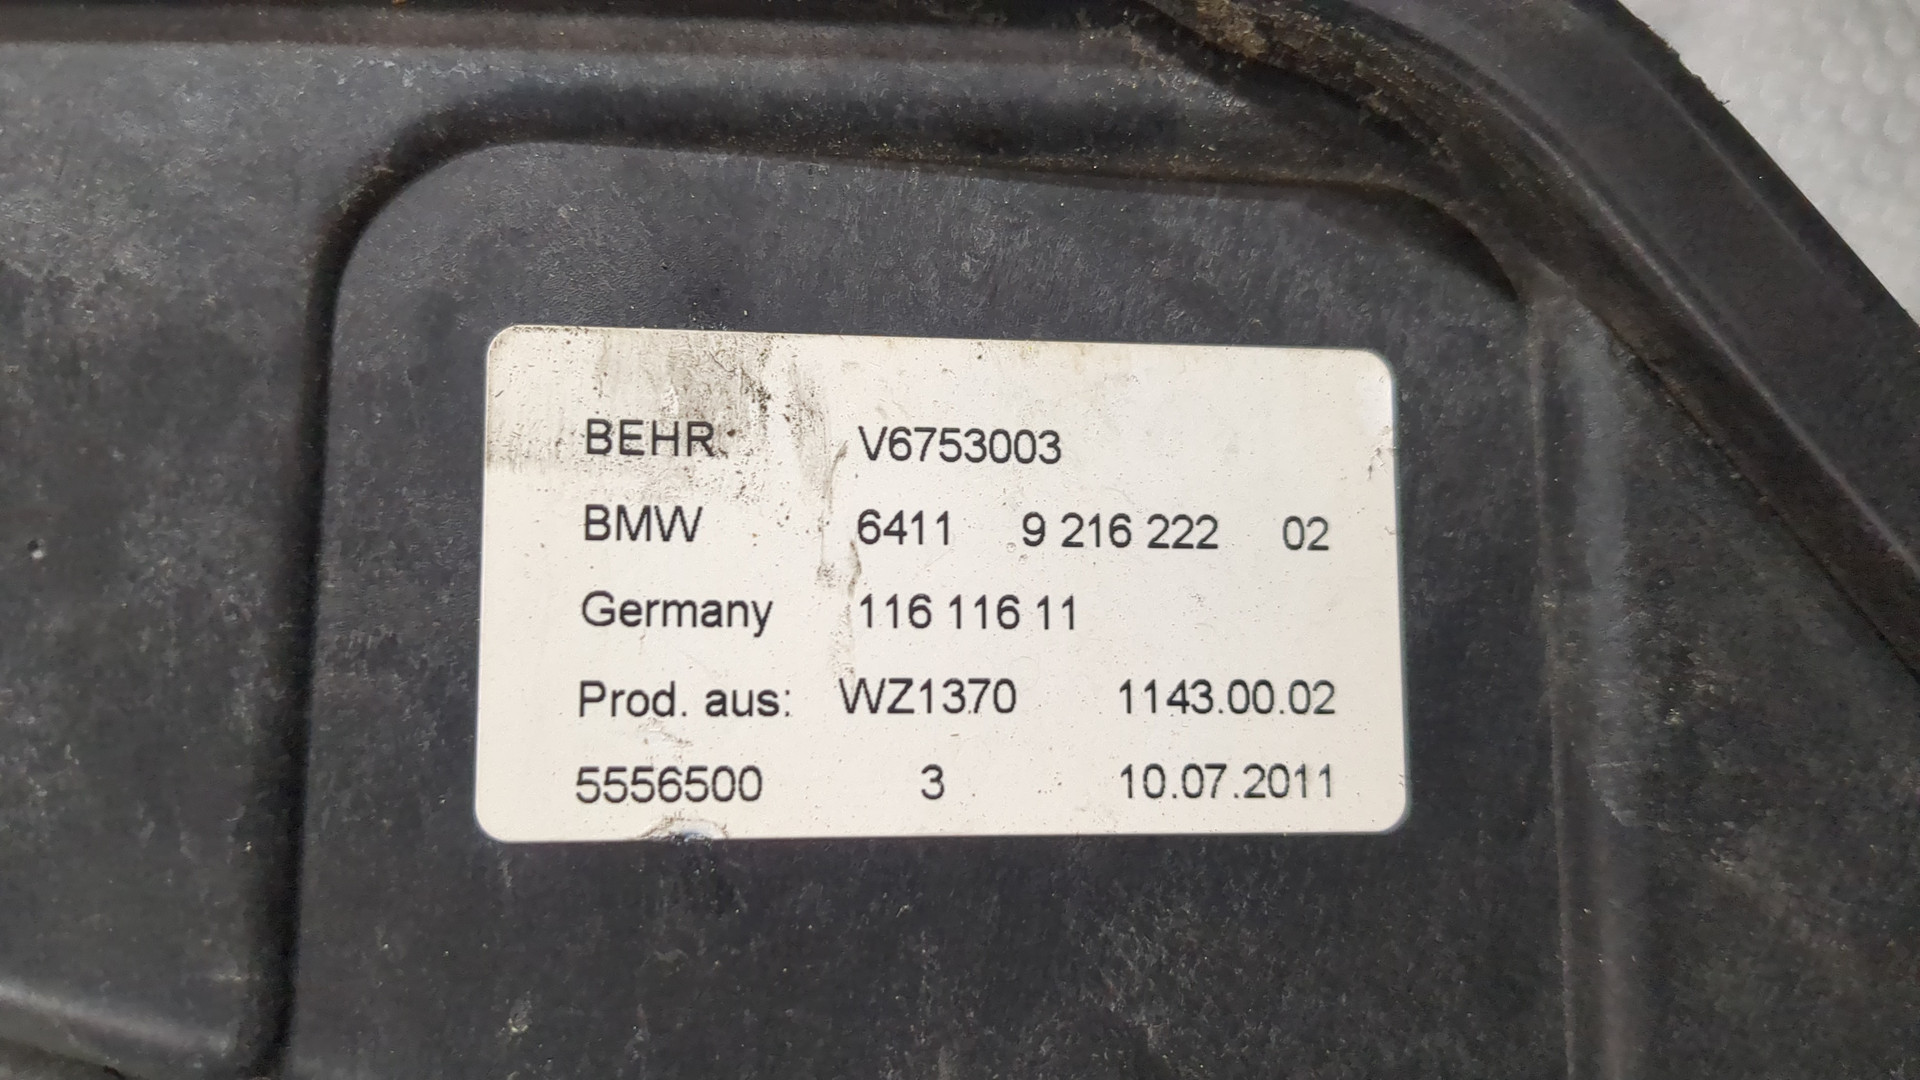 BEHR: V6753003
BMW 6411 9 216 222 02
Germany 116 116 11
Prod. aus: WZ1370 1143.00.02
5556500 3 10.07.2011